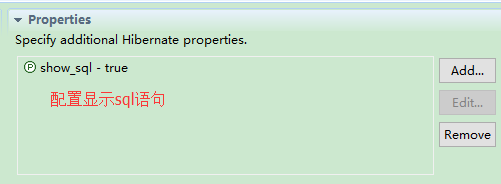 Properties
Specify additional Hibernate properties.
show_sql - true
配置显示sql语句
Add...
Edit...
Remove